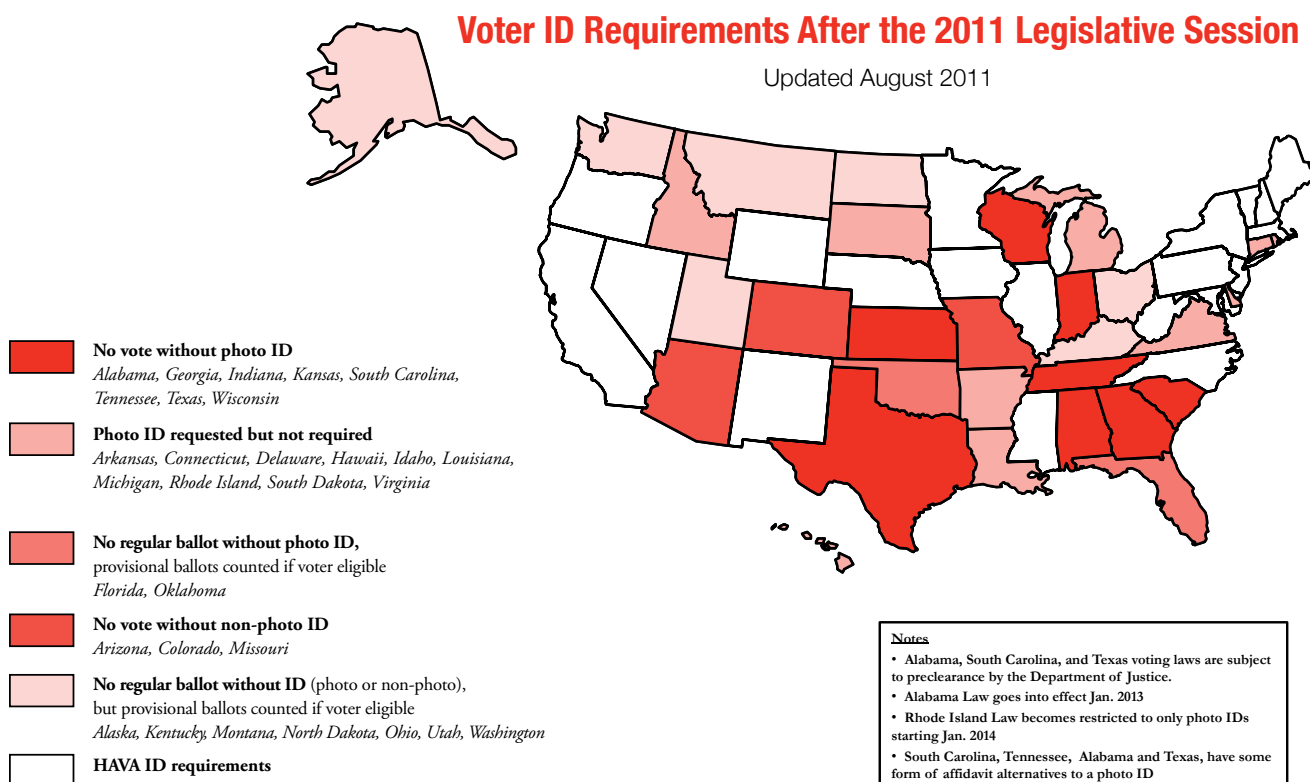 Voter ID Requirements After the 2011 Legislative Session
Updated August 2011
No vote without photo ID
Alabama, Georgia, Indiana, Kansas, South Carolina,
Tennessee, Texas, Wisconsin
Photo ID requested but not required
Arkansas, Connecticut, Delaware, Hawaii, Idaho, Louisiana,
Michigan, Rhode Island, South Dakota, Virginia
No regular ballot without photo ID,
provisional ballots counted if voter eligible
Florida, Oklahoma
No vote without non-photo ID
Arizona, Colorado, Missouri
No regular ballot without ID (photo or non-photo),
but provisional ballots counted if voter eligible
Alaska, Kentucky, Montana, North Dakota, Ohio, Utah, Washington
HAVA ID requirements
Notes
• Alabama, South Carolina, and Texas voting laws are subject
to preclearance by the Department of Justice.
• Alabama Law goes into effect Jan. 2013
• Rhode Island Law becomes restricted to only photo IDs
starting Jan. 2014
• South Carolina, Tennessee, Alabama and Texas, have some
form of affidavit alternatives to a photo ID